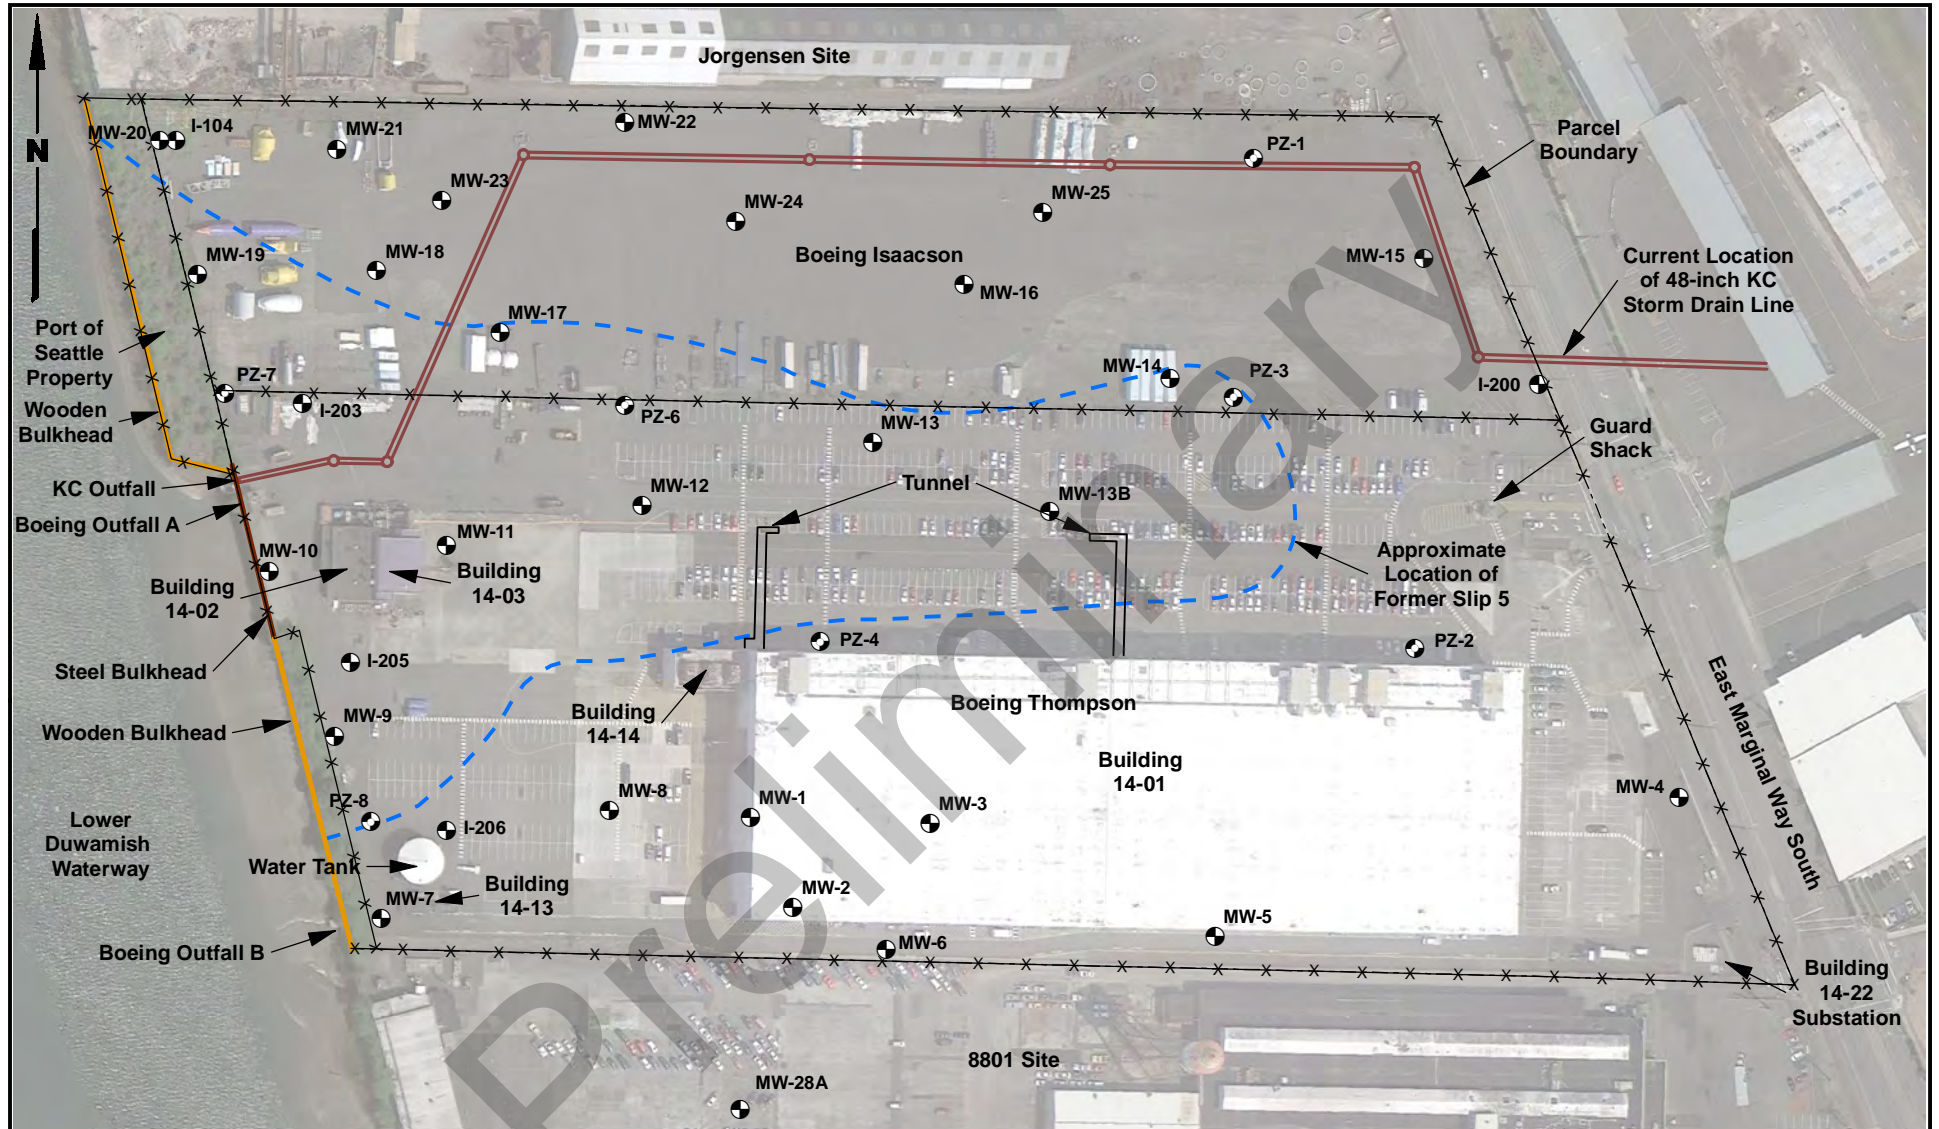 Jorgensen Site
N
MW-20
I-104
MW-21
MW-22
PZ-1
Parcel
Boundary
MW-23
MW-24
MW-25
MW-19
MW-18
Boeing Isaacson
MW-15
MW-16
Current Location
of 48-inch KC
Storm Drain Line
Port of
Seattle
Property
MW-17
MW-14
PZ-3
I-200
PZ-7
I-203
PZ-6
Wooden
Bulkhead
MW-13
Guard
Shack
KC Outfall
MW-12
Tunnel
MW-13B
Boeing Outfall A
MW-10
MW-11
Building
14-02
Building
14-03
Approximate
Location of
Former Slip 5
PZ-4
PZ-2
I-205
Steel Bulkhead
Boeing Thompson
East Marginal Way South
MW-9
Wooden Bulkhead
Building
14-14
Building
14-01
PZ-8
MW-8
MW-1
MW-3
MW-4
I-206
Lower
Duwamish
Waterway
Water Tank
MW-7
Building
14-13
MW-2
MW-5
MW-6
Boeing Outfall B
Building
14-22
Substation
8801 Site
MW-28A
Preliminary